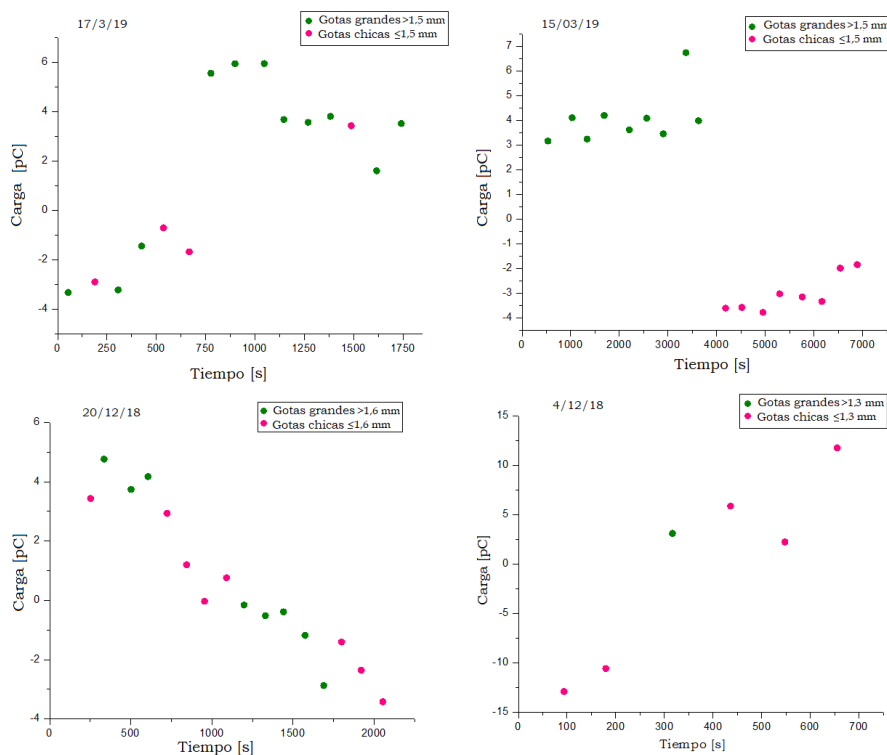 17/3/19
Gotas grandes >1,5 mm
Gotas chicas ≤1,5 mm
6
4
2
0
-2
-4
Carga [pC]
0 250 500 750 1000 1250 1500 1750
Tiempo [s]
15/03/19
Gotas grandes >1,5 mm
Gotas chicas ≤1,5 mm
7
6
5
4
3
2
1
0
-1
-2
-3
-4
Carga [pC]
0 1000 2000 3000 4000 5000 6000 7000
Tiempo [s]
20/12/18
Gotas grandes >1,6 mm
Gotas chicas ≤1,6 mm
6
4
2
0
-2
-4
Carga [pC]
0 500 1000 1500 2000
Tiempo [s]
4/12/18
Gotas grandes >1,3 mm
Gotas chicas ≤1,3 mm
15
10
5
0
-5
-10
-15
Carga [pC]
0 100 200 300 400 500 600 700
Tiempo [s]